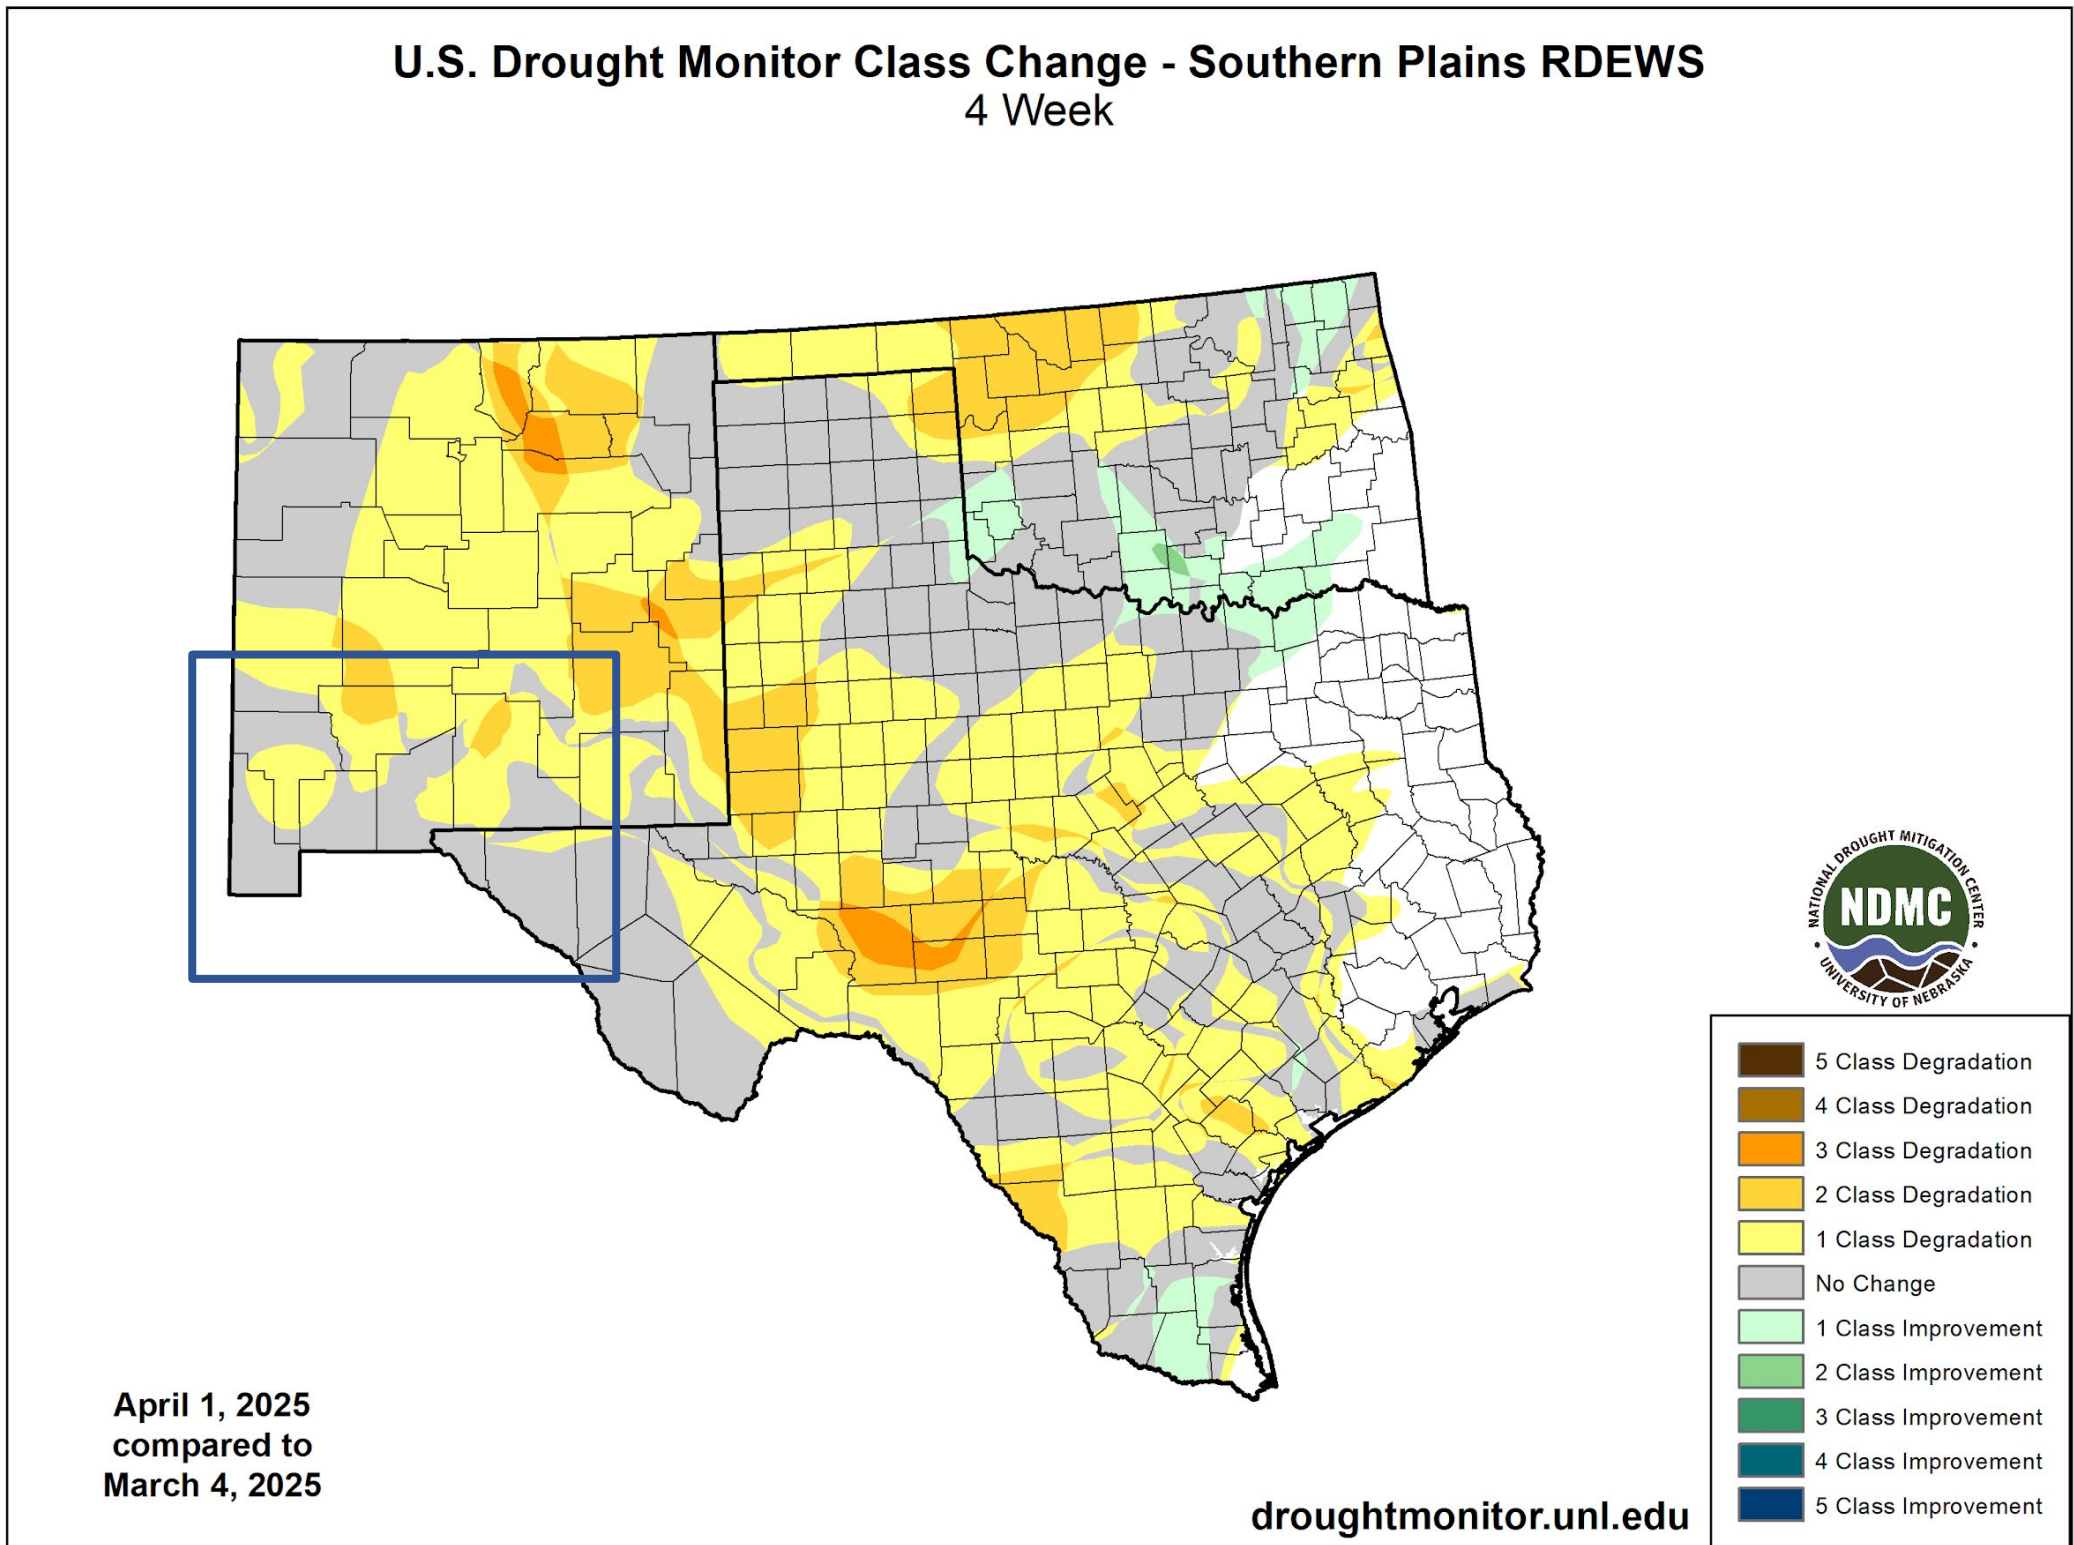 U.S. Drought Monitor Class Change - Southern Plains RDEWS
4 Week
NATIONAL DROUGHT MITIGATION CENTER
NDMC
UNIVERSITY OF NEBRASKA
5 Class Degradation
4 Class Degradation
3 Class Degradation
2 Class Degradation
1 Class Degradation
No Change
1 Class Improvement
2 Class Improvement
3 Class Improvement
4 Class Improvement
5 Class Improvement
April 1, 2025
compared to
March 4, 2025
droughtmonitor.unl.edu